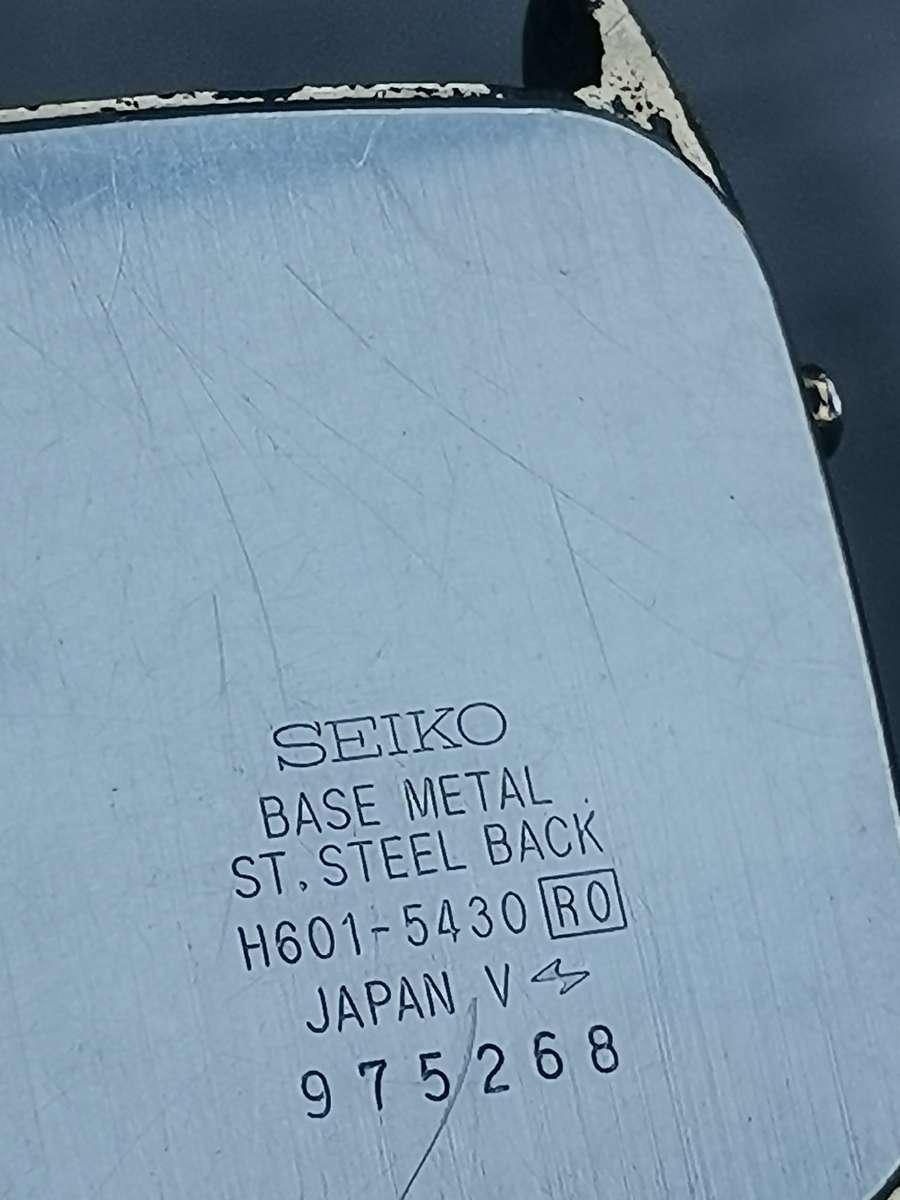 SEIKO
BASE METAL
ST. STEEL BACK
H601-5430 R0
JAPAN V
975268